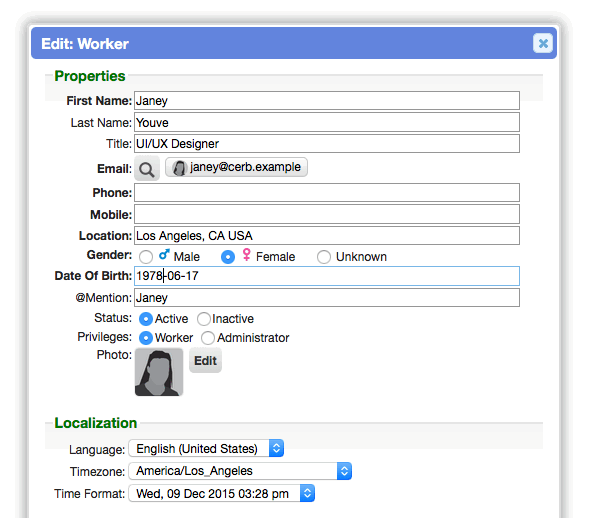 Edit: Worker
Properties
First Name: Janey
Last Name: Youve
Title: UI/UX Designer
Email: janey@cerb.example
Phone:
Mobile:
Location: Los Angeles, CA USA
Gender: Male Female Unknown
Date Of Birth: 1978-06-17
@Mention: Janey
Status: Active Inactive
Privileges: Worker Administrator
Photo: Edit
Localization
Language: English (United States)
Timezone: America/Los_Angeles
Time Format: Wed, 09 Dec 2015 03:28 pm